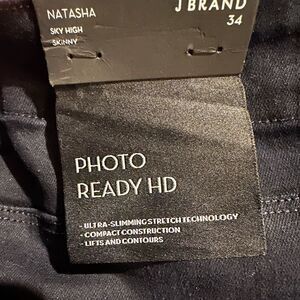 NATASHA
J BRAND
SKY HIGH
34
SKINNY
PHOTO
READY HD
- ULTRA-SLIMMING STRETCH TECHNOLOGY
- COMPACT CONSTRUCTION
- LIFTS AND CONTOURS